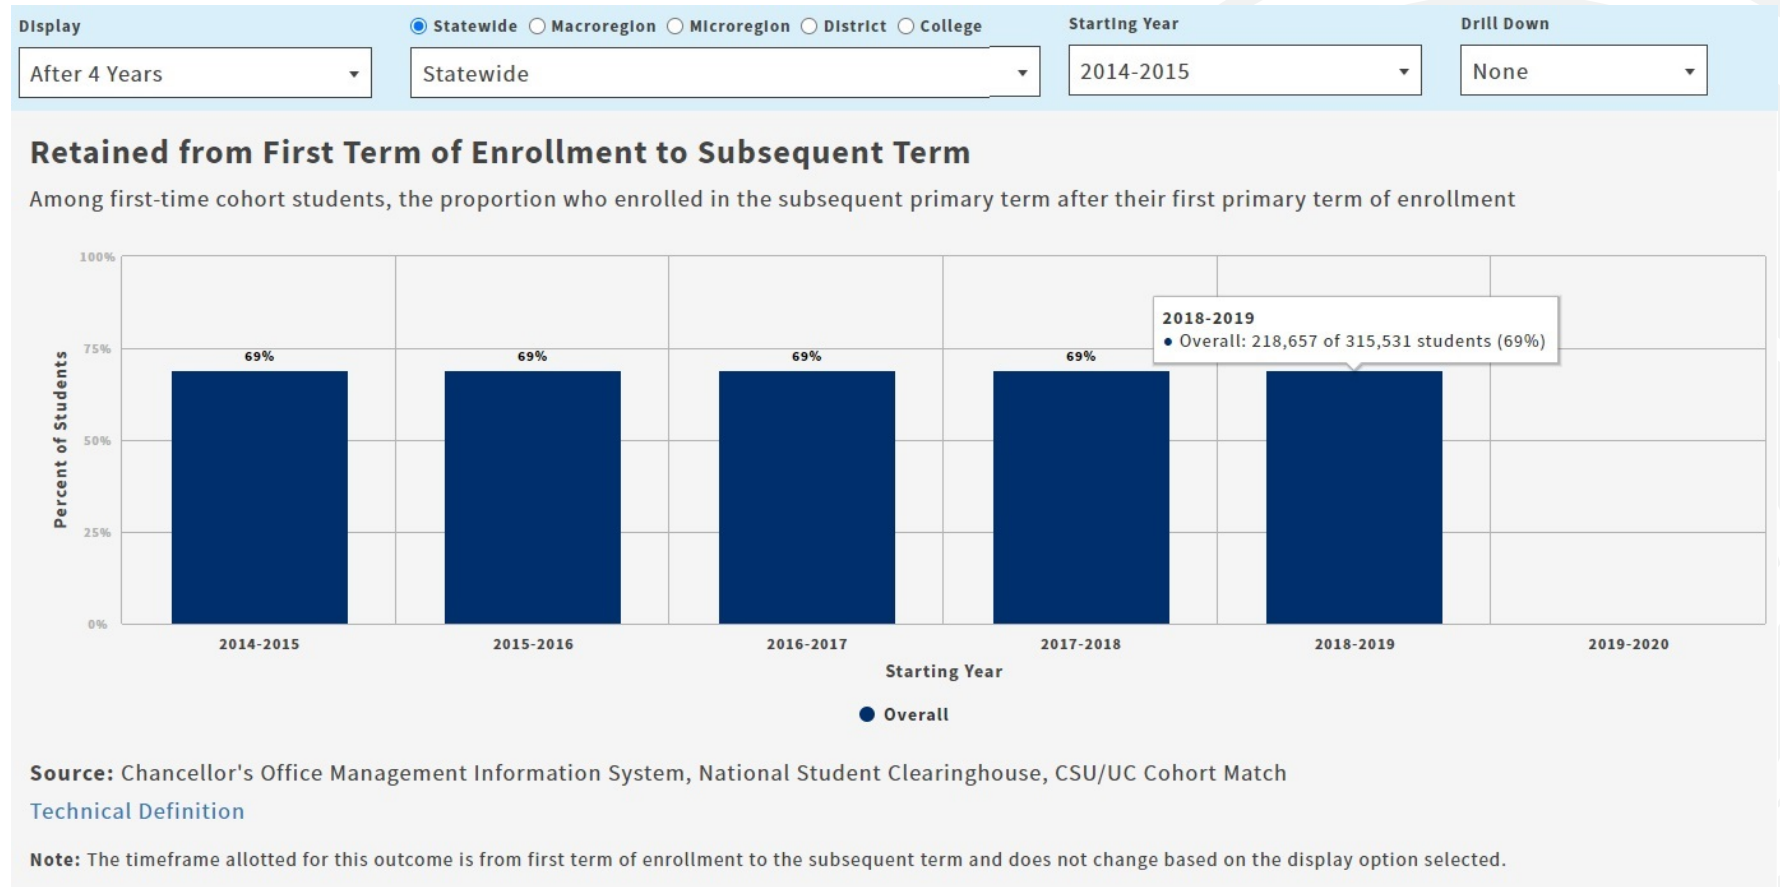 Display
Statewide Macroregion Microregion District College
Starting Year
Drill Down
After 4 Years
Statewide
2014-2015
None
Retained from First Term of Enrollment to Subsequent Term
Among first-time cohort students, the proportion who enrolled in the subsequent primary term after their first primary term of enrollment
Percent of Students
100%
75%
50%
25%
0%
69%
69%
69%
69%
2018-2019
• Overall: 218,657 of 315,531 students (69%)
2014-2015
2015-2016
2016-2017
2017-2018
2018-2019
2019-2020
Starting Year
Overall
Source: Chancellor's Office Management Information System, National Student Clearinghouse, CSU/UC Cohort Match
Technical Definition
Note: The timeframe allotted for this outcome is from first term of enrollment to the subsequent term and does not change based on the display option selected.